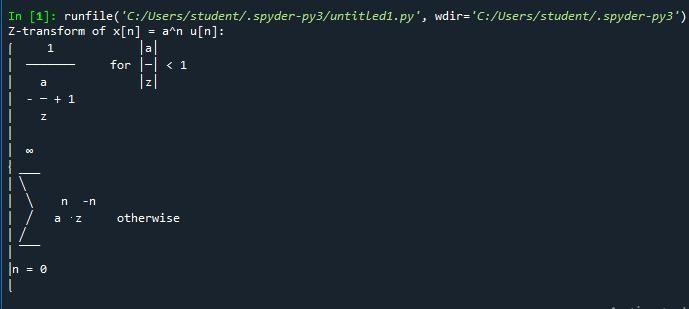 In [1]: runfile('C:/Users/student/.spyder-py3/untitled1.py', wdir='C:/Users/student/.spyder-py3')
Z-transform of x[n] = a^n u[n]:
⎧    1         │a│
⎪ ───────  for │─│ < 1
⎪   a          │z│
⎪ - ─ + 1
⎪   z
⎪
⎪  ∞
⎨ ___
⎪ ╲
⎪  ╲   n  -n
⎪  ╱  a ⋅z     otherwise
⎪ ╱
⎪ ‾‾‾
⎪n = 0
⎩